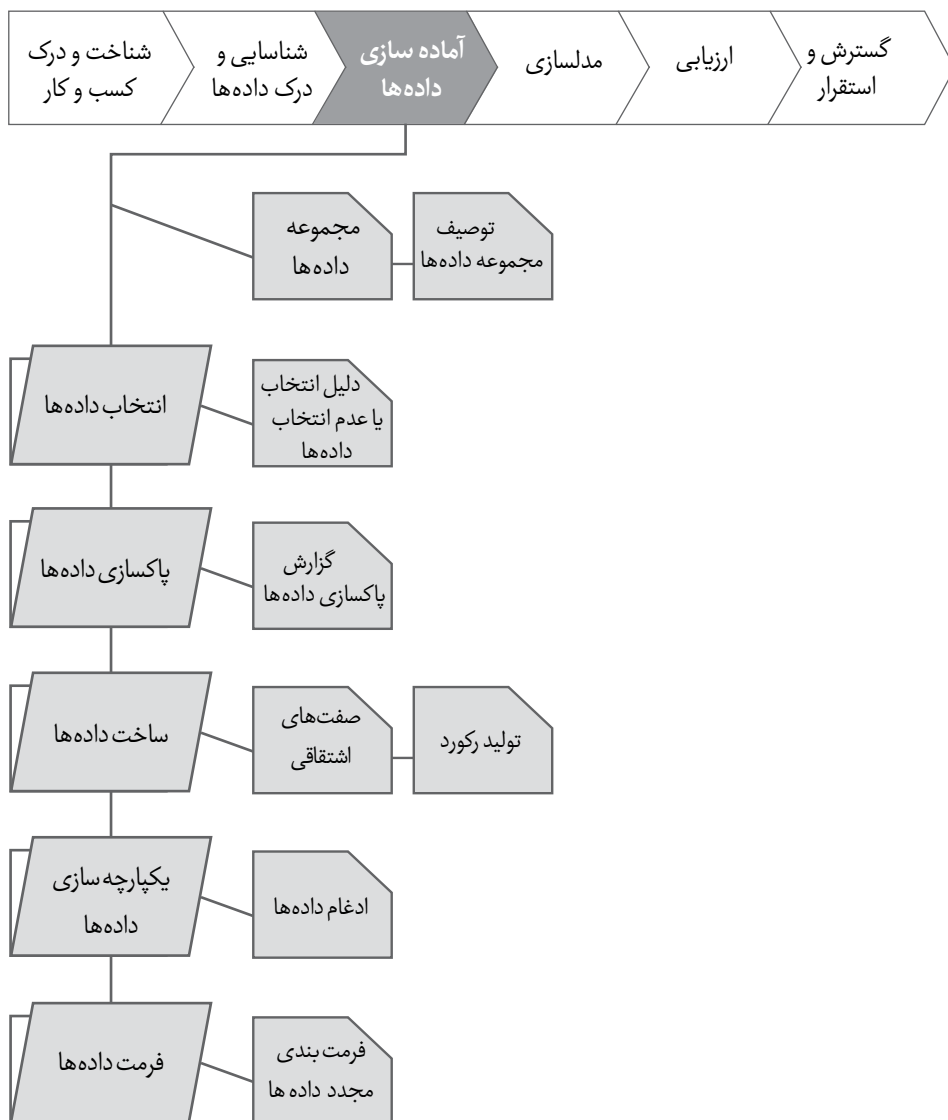 شناخت و درک
کسب و کار
شناسایی و
درک داده‌ها
آماده سازی
داده‌ها
مدلسازی
ارزیابی
گسترش و
استقرار
مجموعه
داده‌ها
توصیف
مجموعه داده‌ها
انتخاب داده‌ها
دلیل انتخاب
یا عدم انتخاب
داده‌ها
پاکسازی داده‌ها
گزارش
پاکسازی داده‌ها
ساخت داده‌ها
صفت‌های
اشتقاقی
تولید رکورد
یکپارچه سازی
داده‌ها
ادغام داده‌ها
فرمت داده‌ها
فرمت بندی
مجدد داده ها